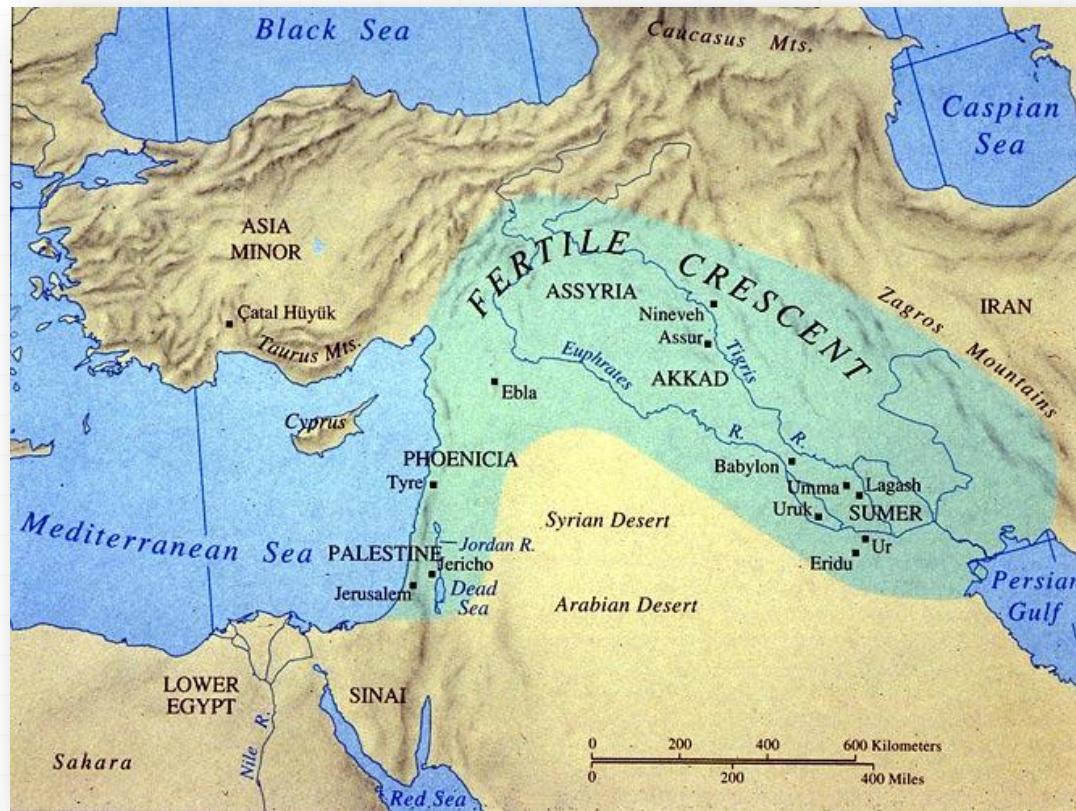 Black Sea
Caucasus Mts.
Caspian
Sea
ASIA
MINOR
FERTILE CRESCENT
ASSYRIA
Nineveh
Zagros Mountains
IRAN
Çatal Hüyük
Taurus Mts.
Assur
Tigris R.
Euphrates R.
AKKAD
Ebla
Cyprus
PHOENICIA
Babylon
Tyre
Umma
Lagash
Uruk
SUMER
Mediterranean Sea
Syrian Desert
PALESTINE
Jordan R.
Ur
Jericho
Eridu
Jerusalem
Dead
Sea
Persian
Gulf
Arabian Desert
LOWER
EGYPT
SINAI
Nile R.
Sahara
0 200 400 600 Kilometers
0 200 400 Miles
Red Sea